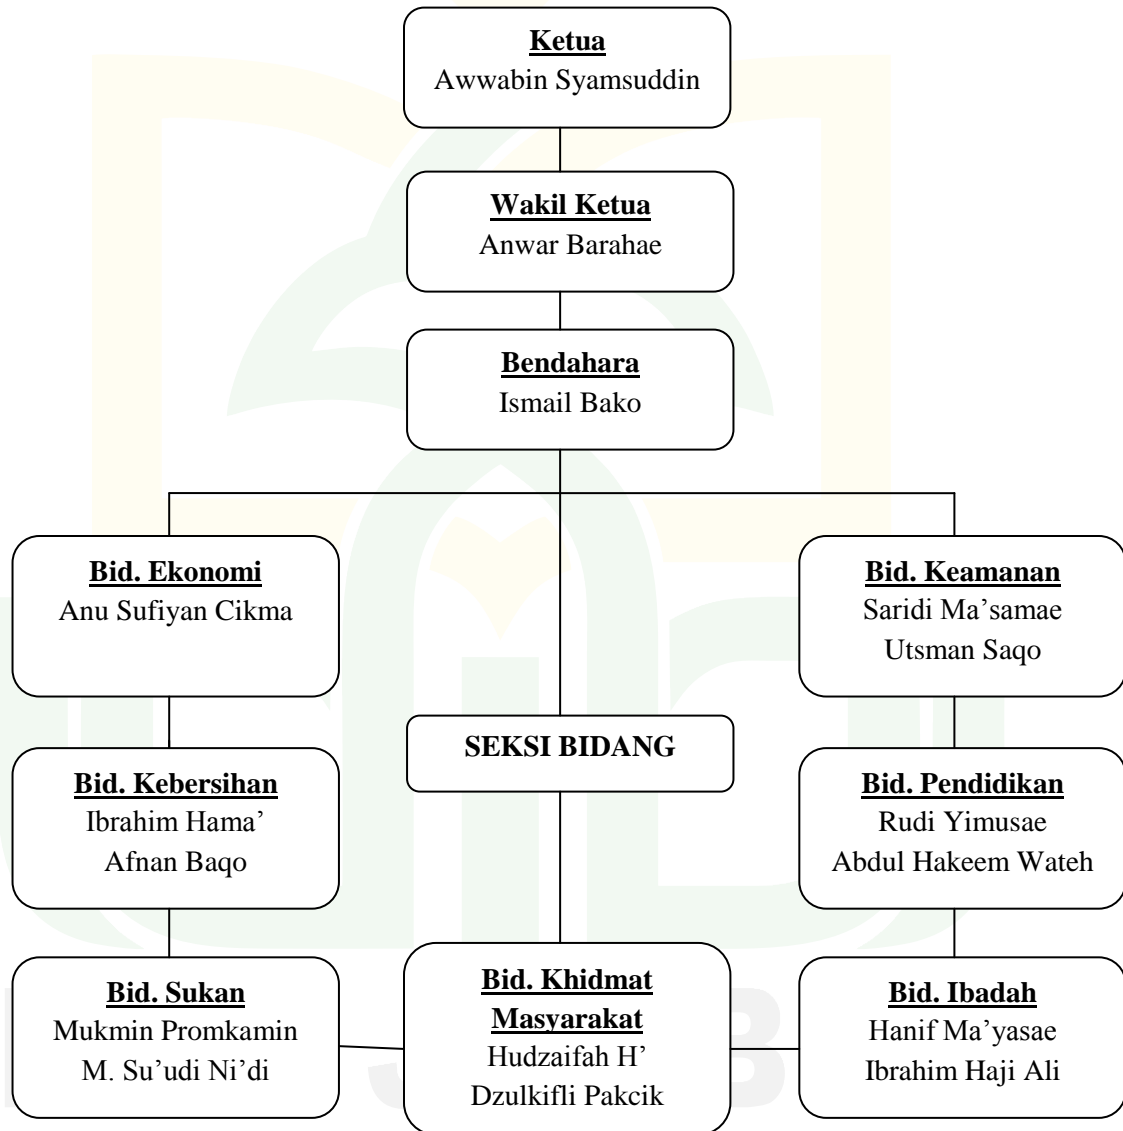 Ketua
Awwabin Syamsuddin
Wakil Ketua
Anwar Barahae
Bendahara
Ismail Bako
Bid. Ekonomi
Anu Sufiyan Cikma
Bid. Keamanan
Saridi Ma’samae
Utsman Saqo
SEKSI BIDANG
Bid. Kebersihan
Ibrahim Hama’
Afnan Baqo
Bid. Pendidikan
Rudi Yimusae
Abdul Hakeem Wateh
Bid. Sukan
Mukmin Promkamin
M. Su’udi Ni’di
Bid. Khidmat
Masyarakat
Hudzaifah H’
Dzulkifli Pakcik
Bid. Ibadah
Hanif Ma’yasae
Ibrahim Haji Ali